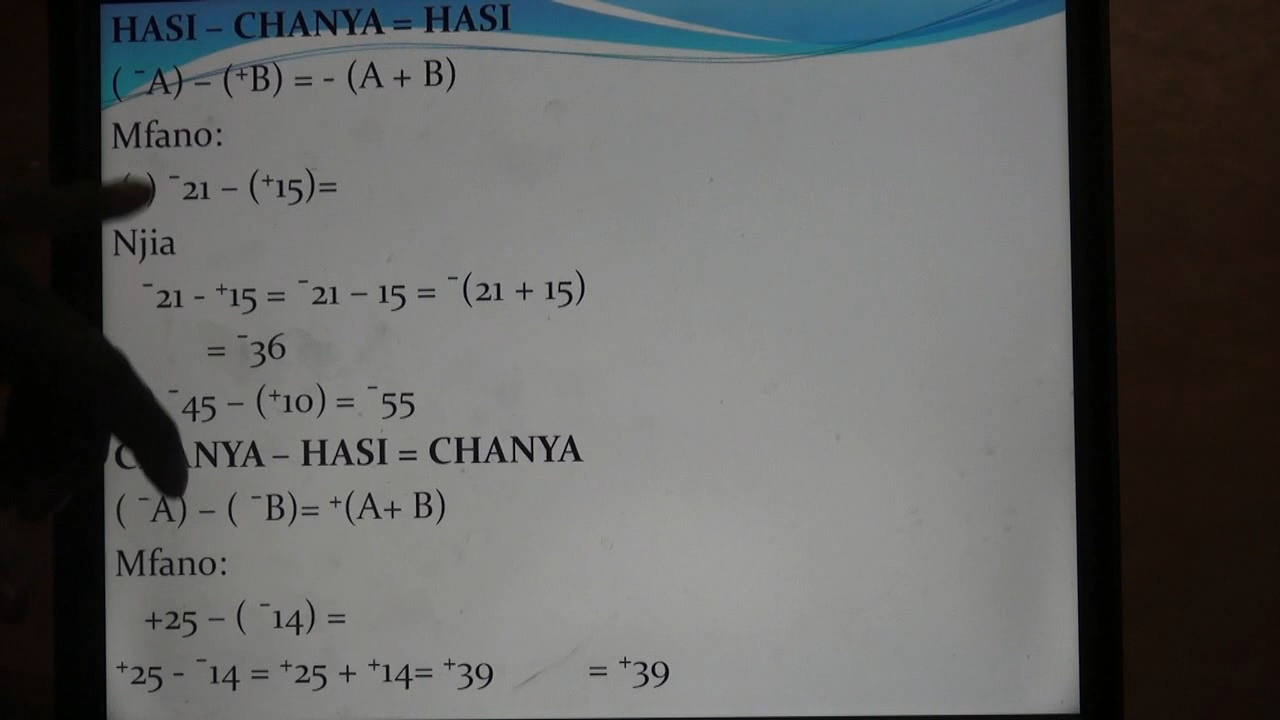 HASI – CHANYA = HASI
( ⁻A) – (⁺B) = - (A + B)
Mfano:
( ) ⁻21 – (⁺15)=
Njia
⁻21 - ⁺15 = ⁻21 – 15 = ⁻(21 + 15)
= ⁻36
⁻45 – (⁺10) = ⁻55
– HASI = CHANYA
( ⁻A) – ( ⁻B)= ⁺(A+ B)
Mfano:
+25 – ( ⁻14) =
⁺25 - ⁻14 = ⁺25 + ⁺14= ⁺39 = ⁺39